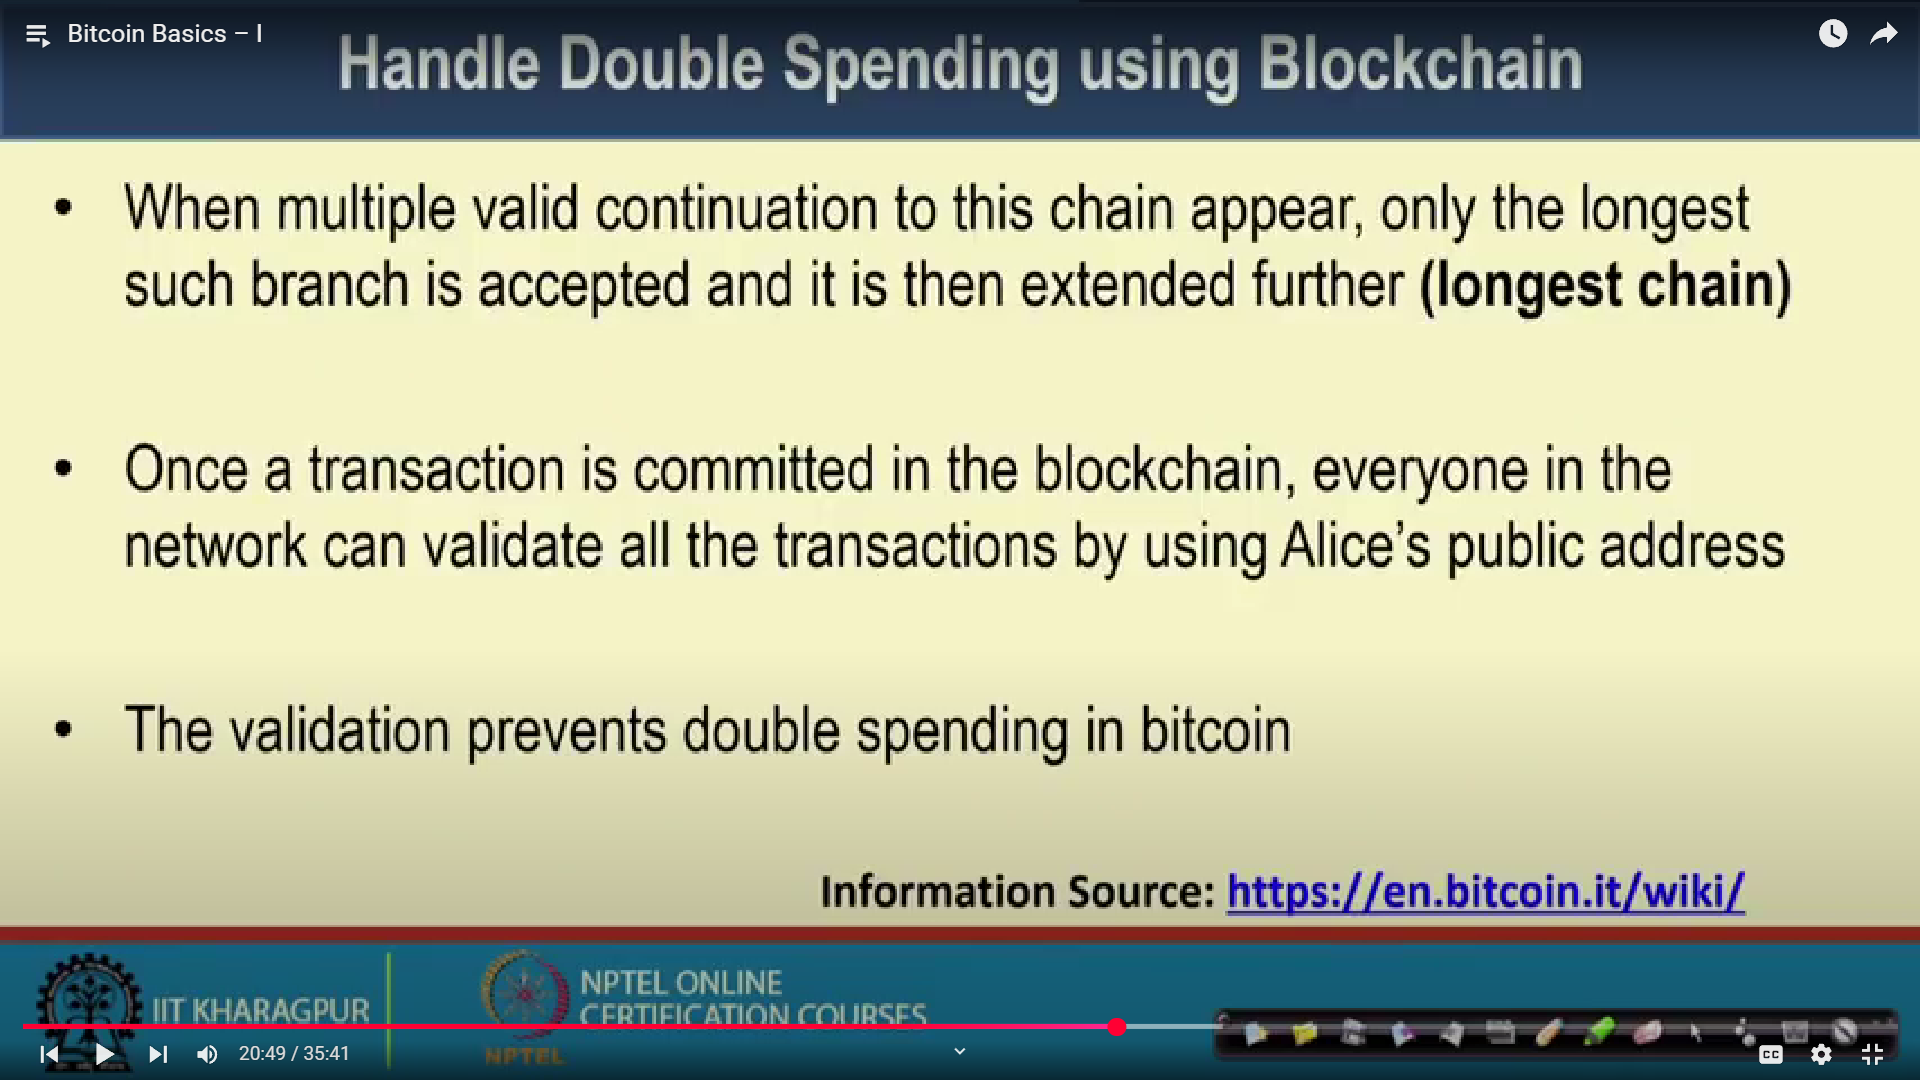 Bitcoin Basics – I
Handle Double Spending using Blockchain
• When multiple valid continuation to this chain appear, only the longest
such branch is accepted and it is then extended further (longest chain)
• Once a transaction is committed in the blockchain, everyone in the
network can validate all the transactions by using Alice's public address
• The validation prevents double spending in bitcoin
Information Source: https://en.bitcoin.it/wiki/
IIT KHARAGPUR
NPTEL ONLINE
CERTIFICATION COURSES
NPTEL
20:49 / 35:41
CC